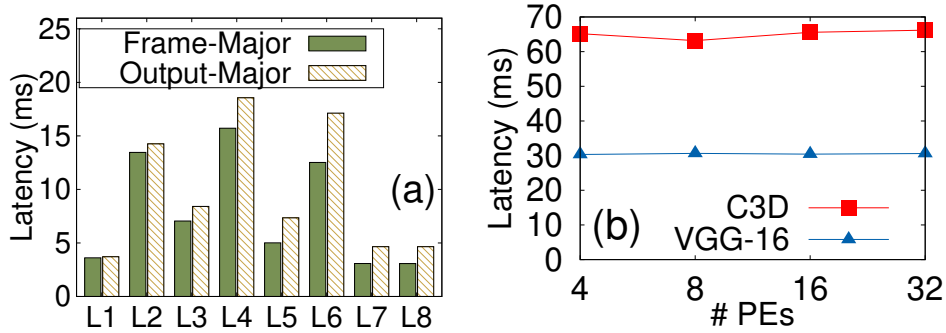 25
20
15
10
5
0
Latency (ms)
Frame-Major
Output-Major
(a)
L1 L2 L3 L4 L5 L6 L7 L8
70
60
50
40
30
20
10
0
Latency (ms)
(b)
C3D
VGG-16
4 8 16 32
# PEs